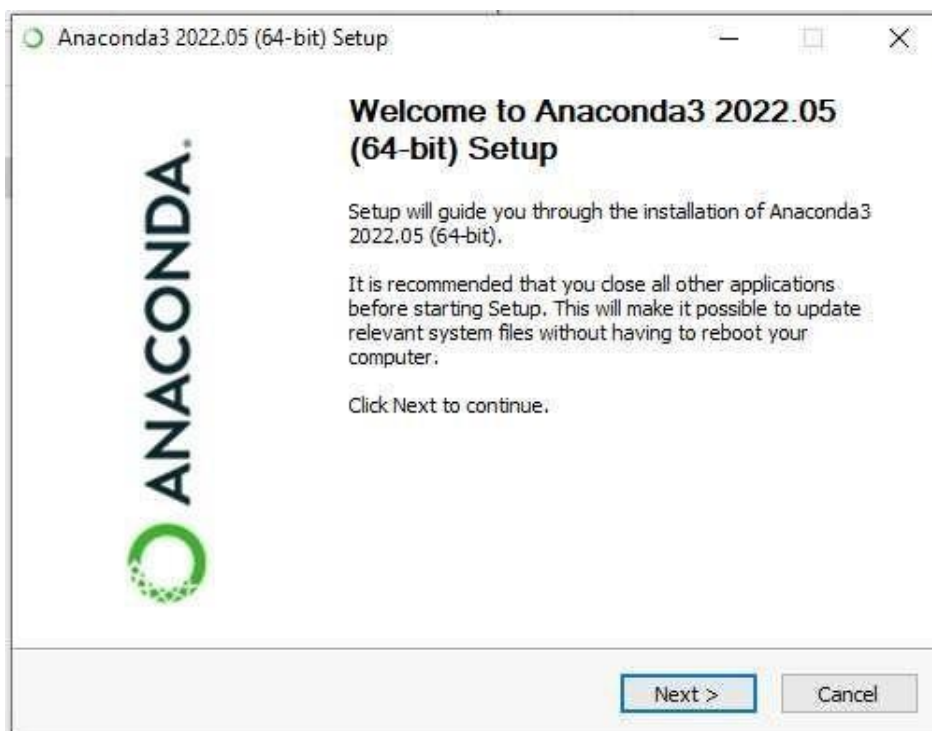 Anaconda3 2022.05 (64-bit) Setup
ANACONDA.
Welcome to Anaconda3 2022.05
(64-bit) Setup
Setup will guide you through the installation of Anaconda3
2022.05 (64-bit).
It is recommended that you close all other applications
before starting Setup. This will make it possible to update
relevant system files without having to reboot your
computer.
Click Next to continue.
Next >
Cancel